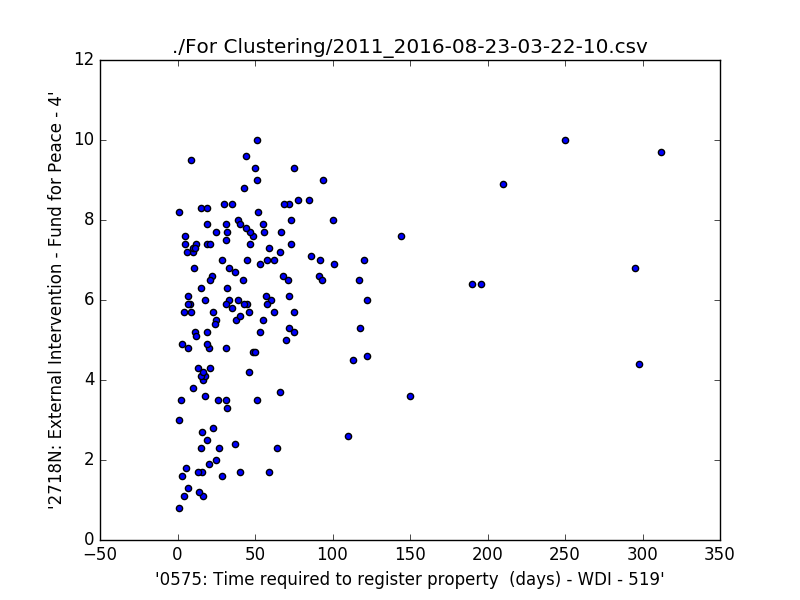 ./For Clustering/2011_2016-08-23-03-22-10.csv
12
10
8
6
4
2
0
'2718N: External Intervention - Fund for Peace - 4'
−50 0 50 100 150 200 250 300 350
'0575: Time required to register property  (days) - WDI - 519'